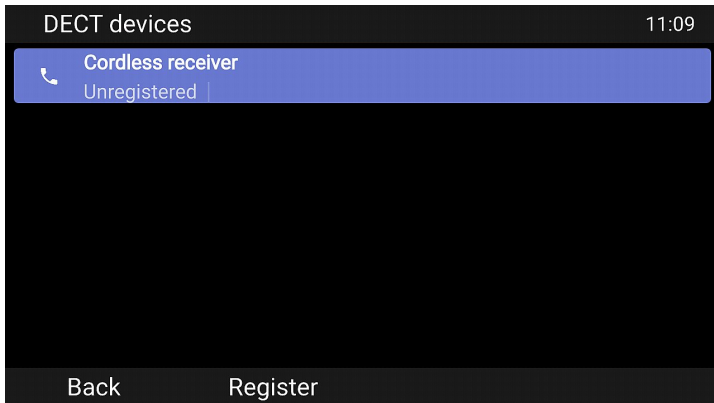 DECT devices 11:09
Cordless receiver
Unregistered |
Back Register